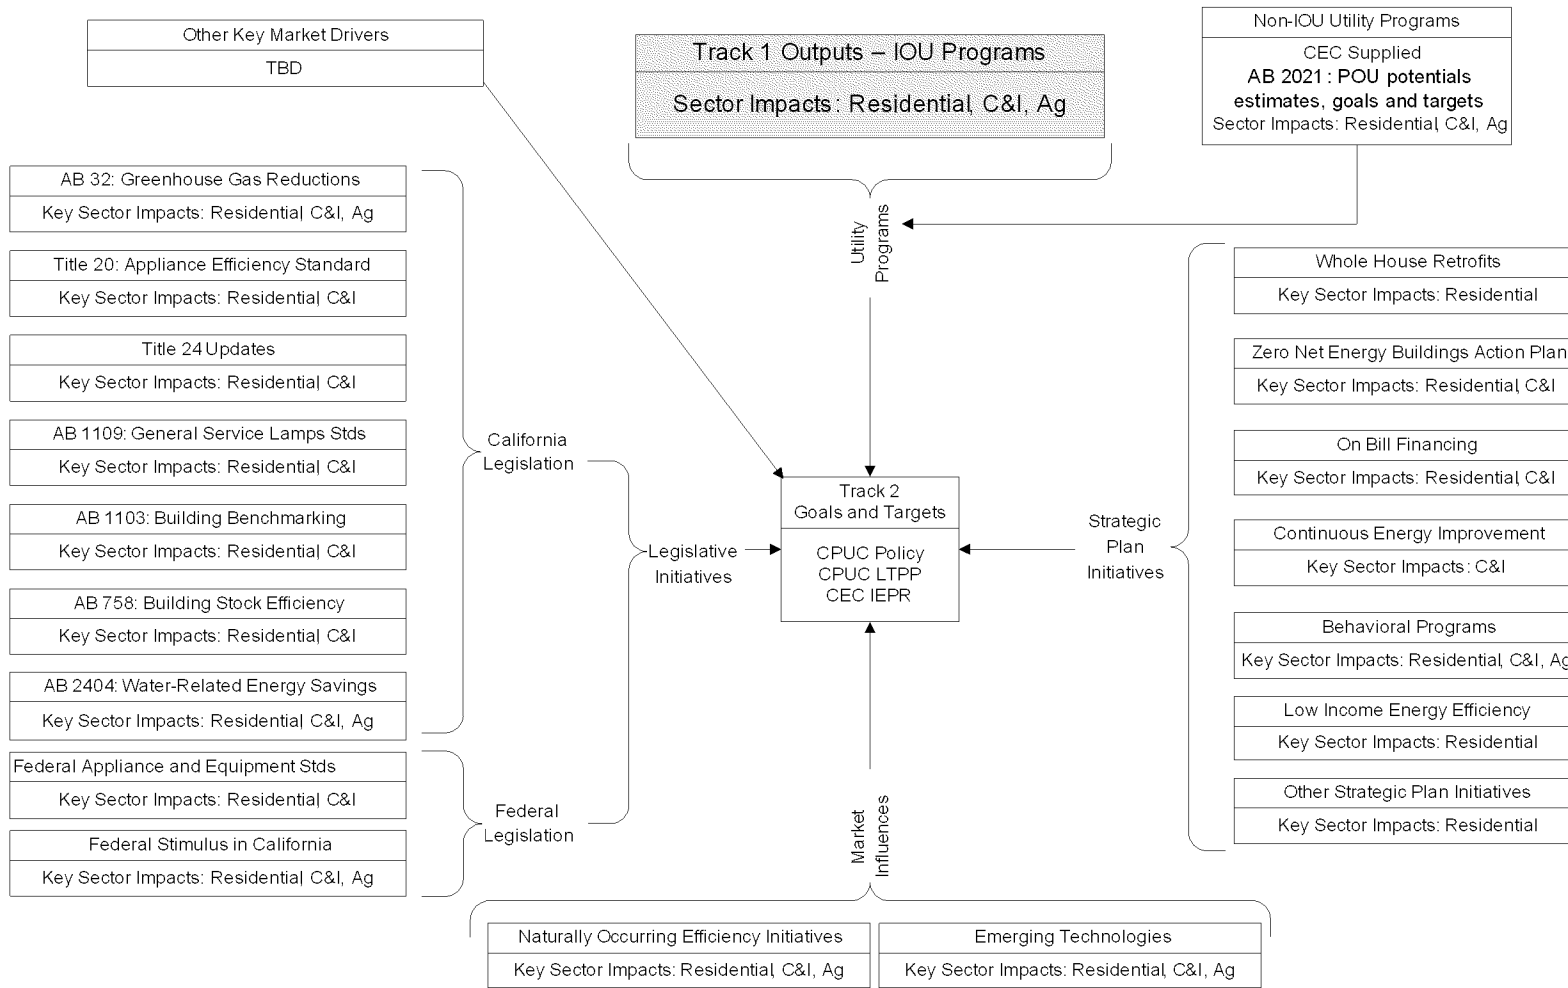 Other Key Market Drivers
TBD
Track 1 Outputs – IOU Programs
Sector Impacts: Residential, C&I, Ag
Non-IOU Utility Programs
CEC Supplied
AB 2021 : POU potentials
estimates, goals and targets
Sector Impacts: Residential, C&I, Ag
AB 32: Greenhouse Gas Reductions
Key Sector Impacts: Residential, C&I, Ag
Title 20: Appliance Efficiency Standard
Key Sector Impacts: Residential, C&I
Title 24 Updates
Key Sector Impacts: Residential, C&I
AB 1109: General Service Lamps Stds
Key Sector Impacts: Residential, C&I
AB 1103: Building Benchmarking
Key Sector Impacts: Residential, C&I
AB 758: Building Stock Efficiency
Key Sector Impacts: Residential, C&I
AB 2404: Water-Related Energy Savings
Key Sector Impacts: Residential, C&I, Ag
Federal Appliance and Equipment Stds
Key Sector Impacts: Residential, C&I
Federal Stimulus in California
Key Sector Impacts: Residential, C&I, Ag
California
Legislation
Federal
Legislation
Legislative
Initiatives
Utility
Programs
Track 2
Goals and Targets
CPUC Policy
CPUC LTPP
CEC IEPR
Market
Influences
Strategic
Plan
Initiatives
Whole House Retrofits
Key Sector Impacts: Residential
Zero Net Energy Buildings Action Plan
Key Sector Impacts: Residential, C&I
On Bill Financing
Key Sector Impacts: Residential, C&I
Continuous Energy Improvement
Key Sector Impacts: C&I
Behavioral Programs
Key Sector Impacts: Residential, C&I, Ag
Low Income Energy Efficiency
Key Sector Impacts: Residential
Other Strategic Plan Initiatives
Key Sector Impacts: Residential
Naturally Occurring Efficiency Initiatives
Key Sector Impacts: Residential, C&I, Ag
Emerging Technologies
Key Sector Impacts: Residential, C&I, Ag